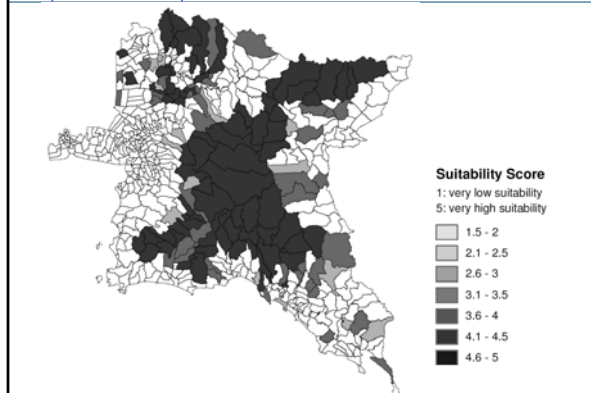 Suitability Score
1: very low suitability
5: very high suitability
1.5 - 2
2.1 - 2.5
2.6 - 3
3.1 - 3.5
3.6 - 4
4.1 - 4.5
4.6 - 5